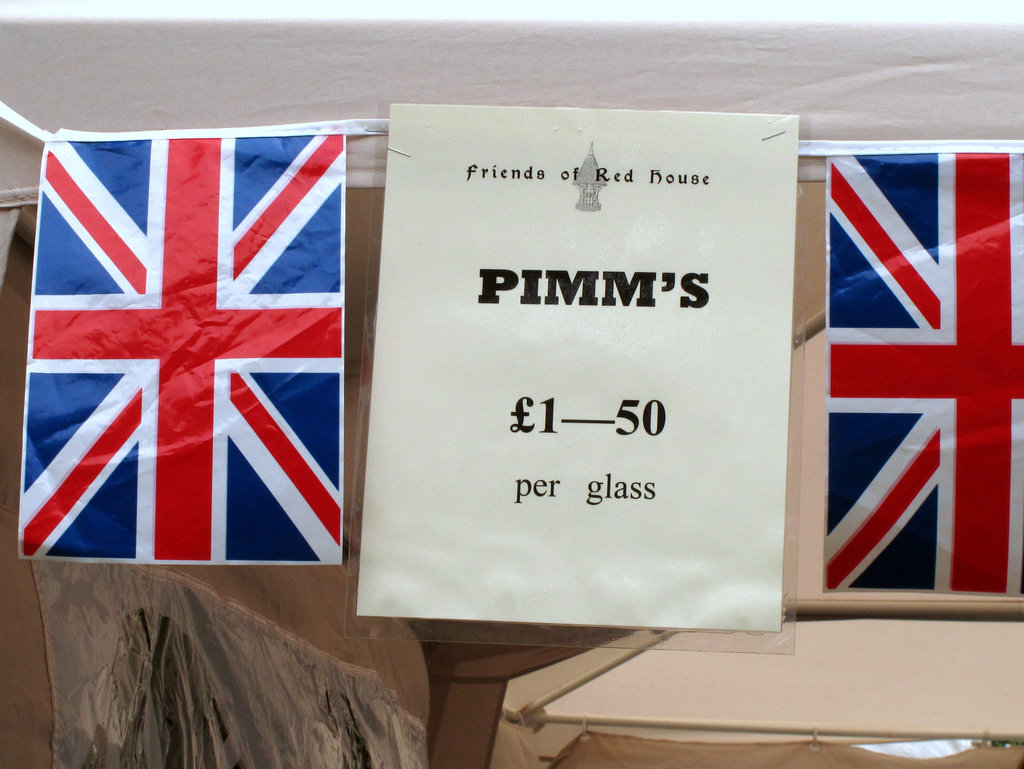 Friends of Red House
PIMM'S
£1—50
per glass